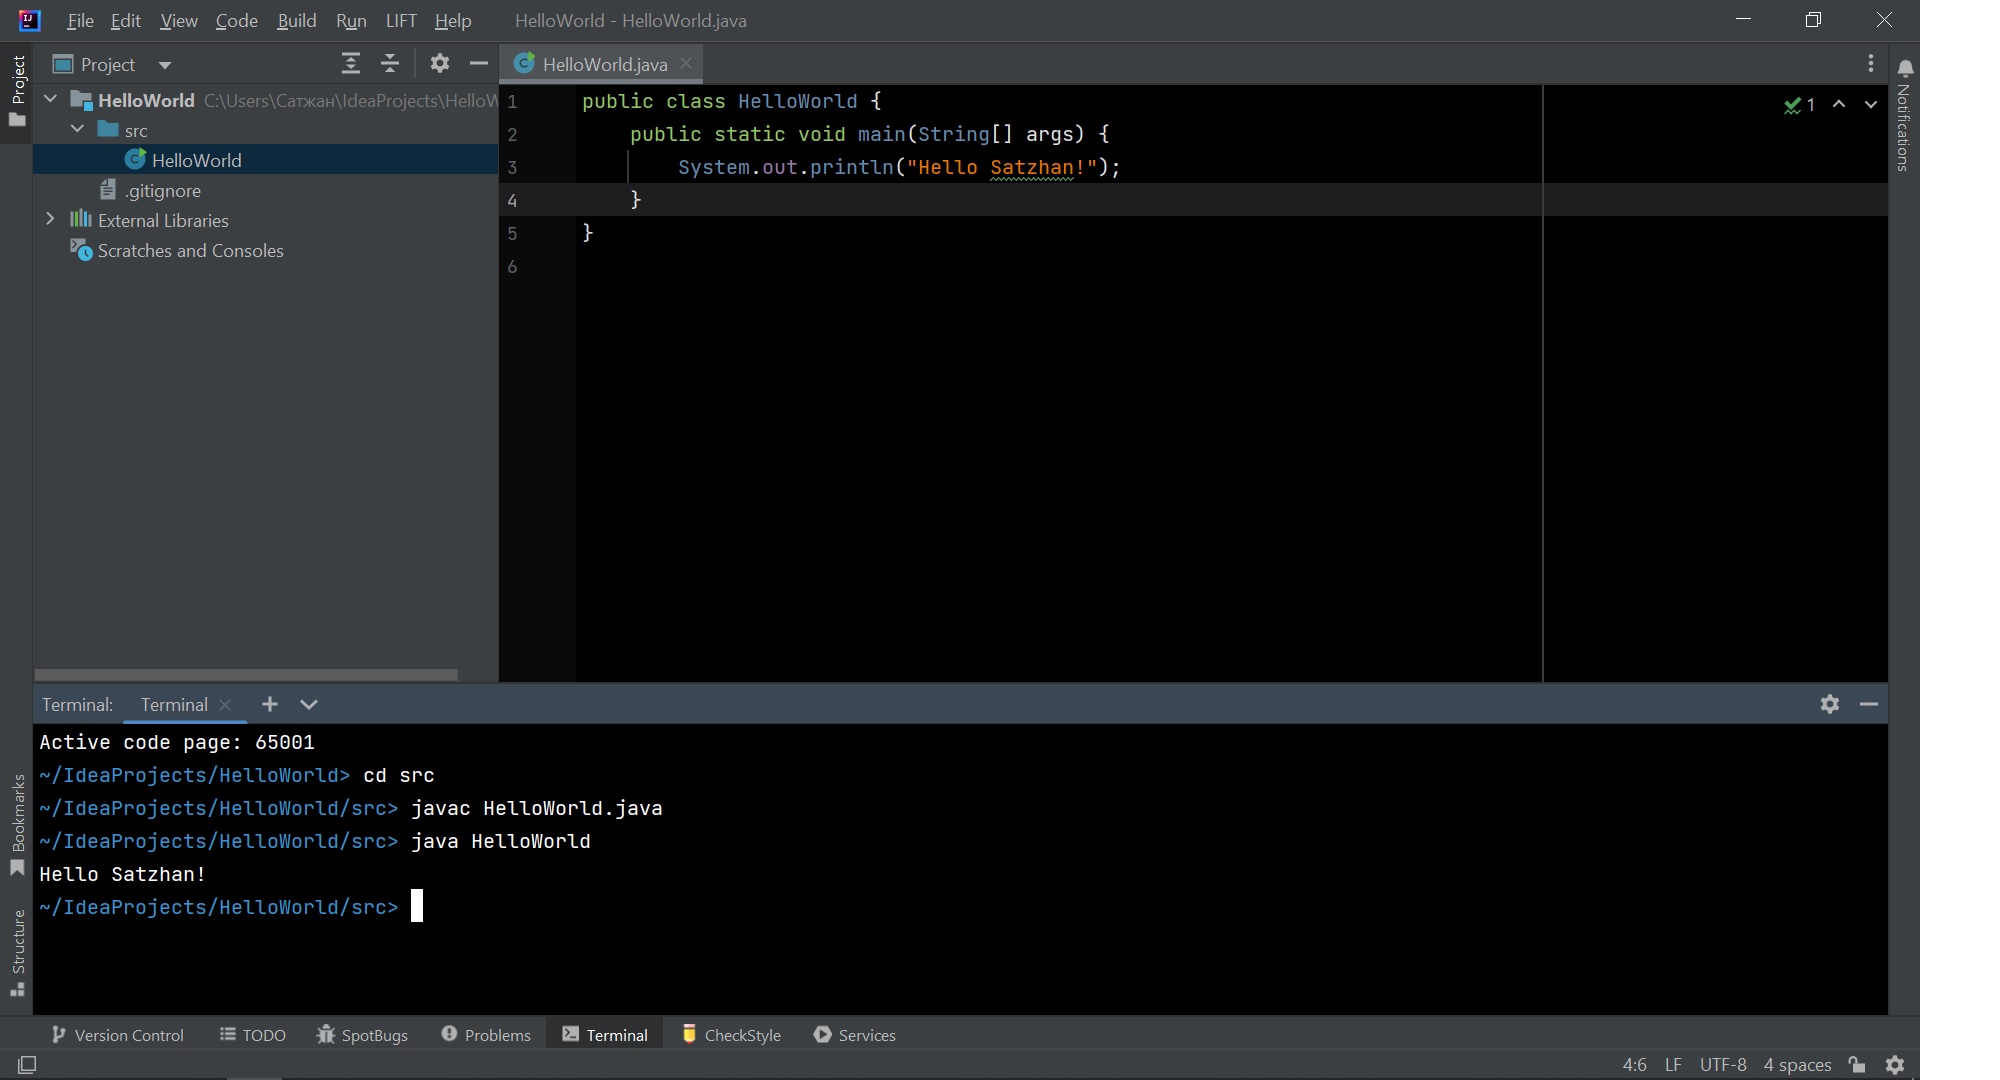 File Edit View Code Build Run LIFT Help HelloWorld - HelloWorld.java
Project
Project
HelloWorld C:\Users\Сатжан\IdeaProjects\HelloW
src
HelloWorld
.gitignore
External Libraries
Scratches and Consoles
HelloWorld.java
1 public class HelloWorld {
2 public static void main(String[] args) {
3 System.out.println("Hello Satzhan!");
4 }
5 }
6
1
Notifications
Terminal: Terminal
Active code page: 65001
~/IdeaProjects/HelloWorld> cd src
~/IdeaProjects/HelloWorld/src> javac HelloWorld.java
~/IdeaProjects/HelloWorld/src> java HelloWorld
Hello Satzhan!
~/IdeaProjects/HelloWorld/src>
Bookmarks
Structure
Version Control TODO SpotBugs Problems Terminal CheckStyle Services
4:6 LF UTF-8 4 spaces